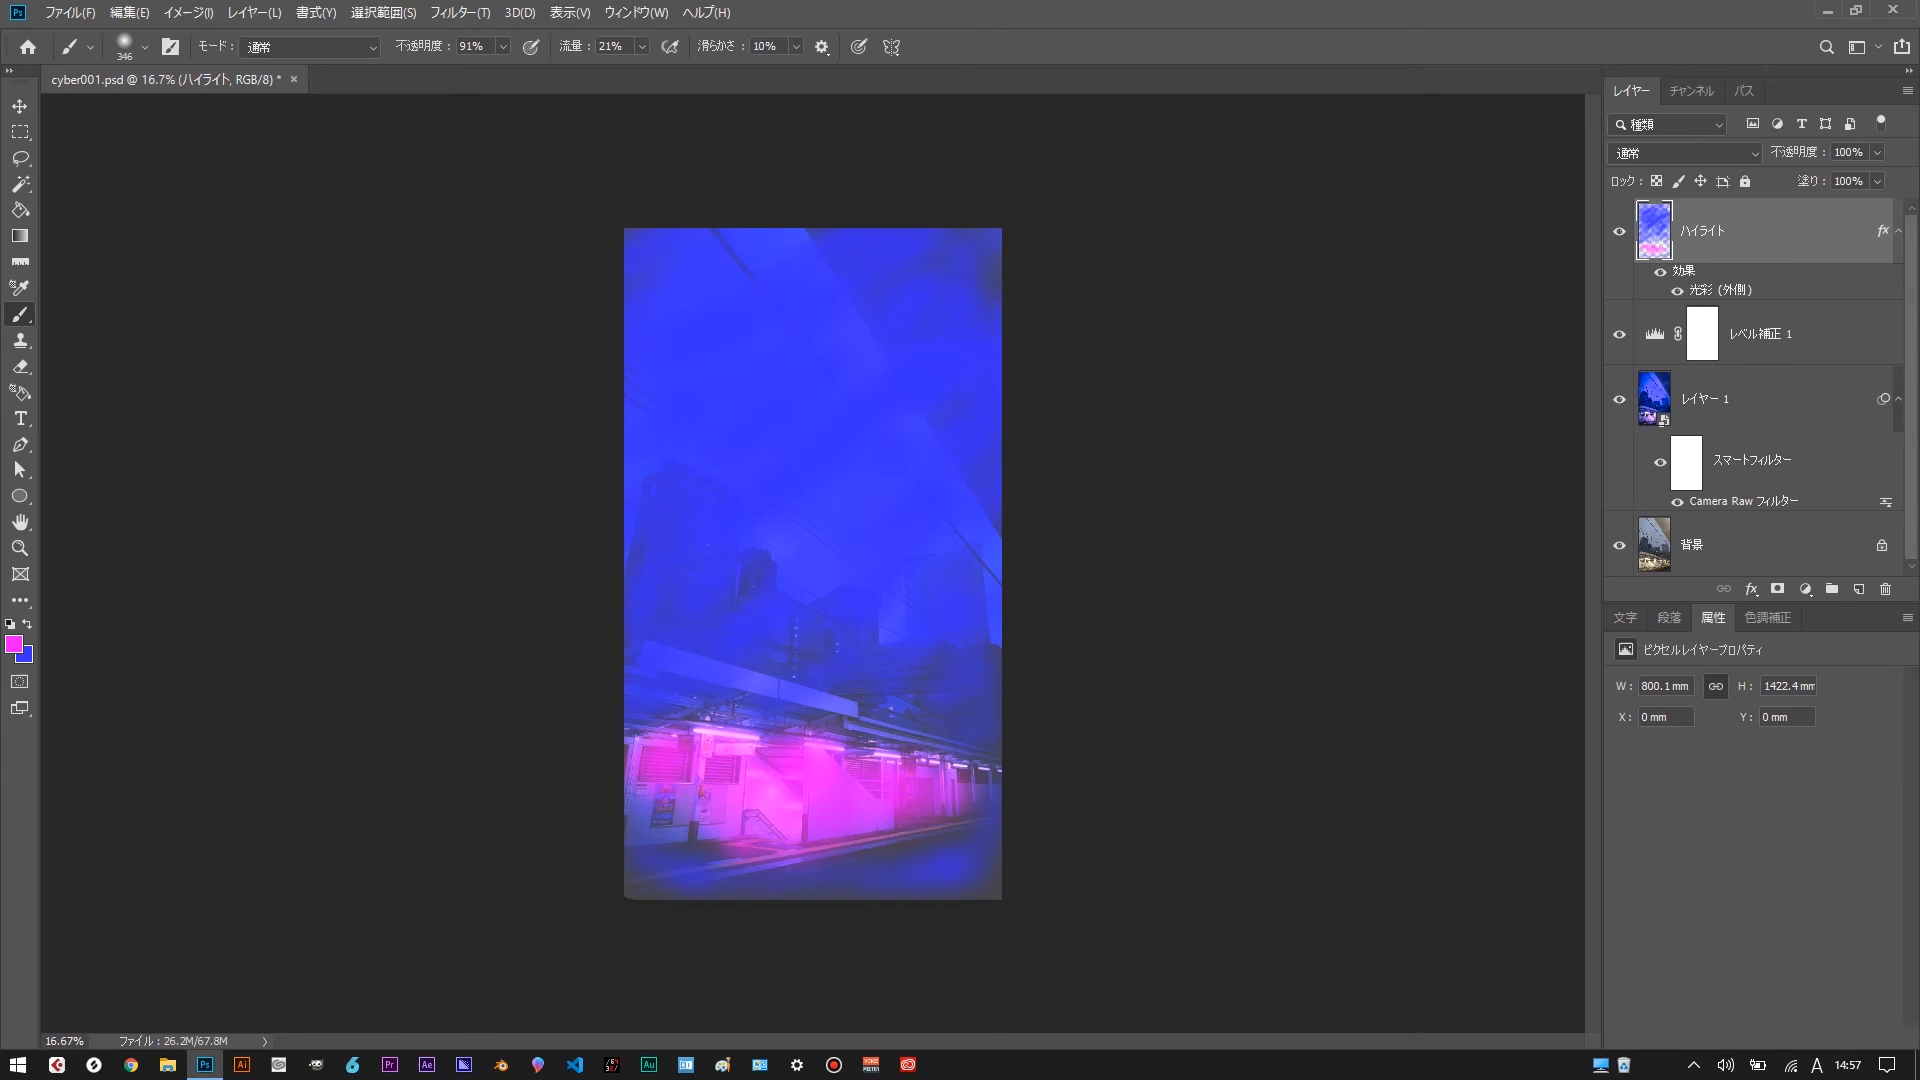 Ps ファイル(F) 編集(E) イメージ(I) レイヤー(L) 書式(Y) 選択範囲(S) フィルター(T) 3D(D) 表示(V) ウィンドウ(W) ヘルプ(H)
346 モード: 通常 不透明度: 91% 流量: 21% 滑らかさ: 10%
cyber001.psd @ 16.7% (ハイライト, RGB/8) *
レイヤー チャンネル パス
種類
通常 不透明度: 100%
ロック: 塗り: 100%
ハイライト fx
効果
光彩 (外側)
レベル補正 1
レイヤー 1
スマートフィルター
Camera Raw フィルター
背景
fx
文字 段落 属性 色調補正
ピクセルレイヤープロパティ
W: 800.1 mm H: 1422.4 mm
X: 0 mm Y: 0 mm
16.67% ファイル: 26.2M/67.8M
Ps Ai Pr Ae Au A 14:57